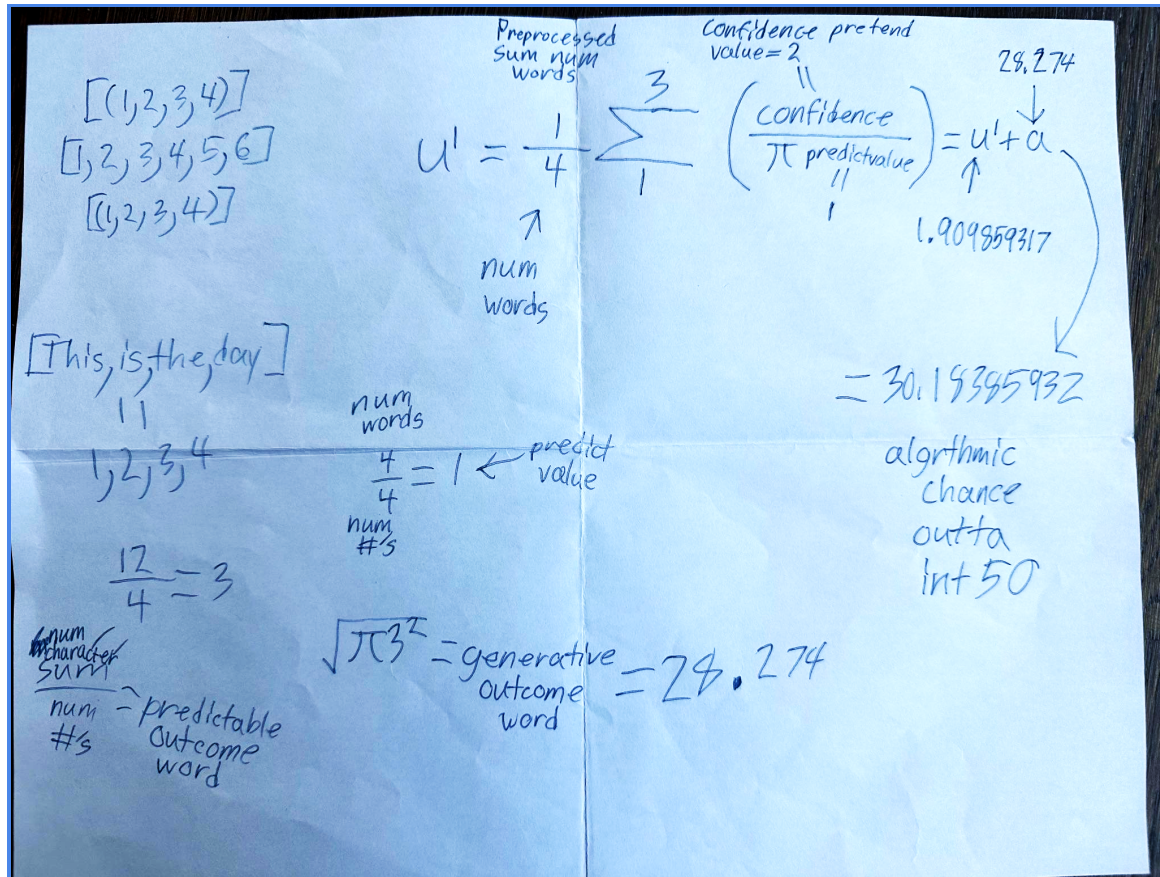 [(1,2,3,4)]
[1,2,3,4,5,6]
[(1,2,3,4)]
Preprocessed
sum num
words
3
u' = 1/4 ∑
1
num
words
Confidence pretend
value=2
||
(confidence / π predictvalue) = u'+a
||
1
28.274
1.909859317
= 30.18385932
algrthmic
chance
outta
int 50
[This,is,the,day]
||
1,2,3,4
num
words
4/4 = 1
predict
value
num
#'s
12/4 = 3
num
character
sum
num
#'s
= predictable
outcome
word
√π3² = generative
outcome
word
= 28.274